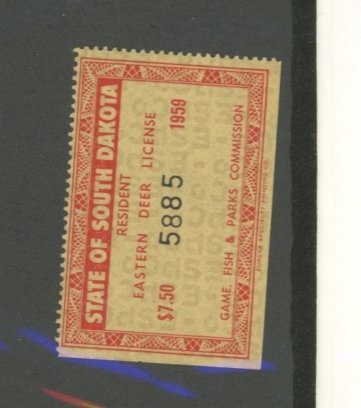 STATE OF SOUTH DAKOTA
RESIDENT
EASTERN DEER LICENSE
$7.50 5885 1959
GAME, FISH & PARKS COMMISSION